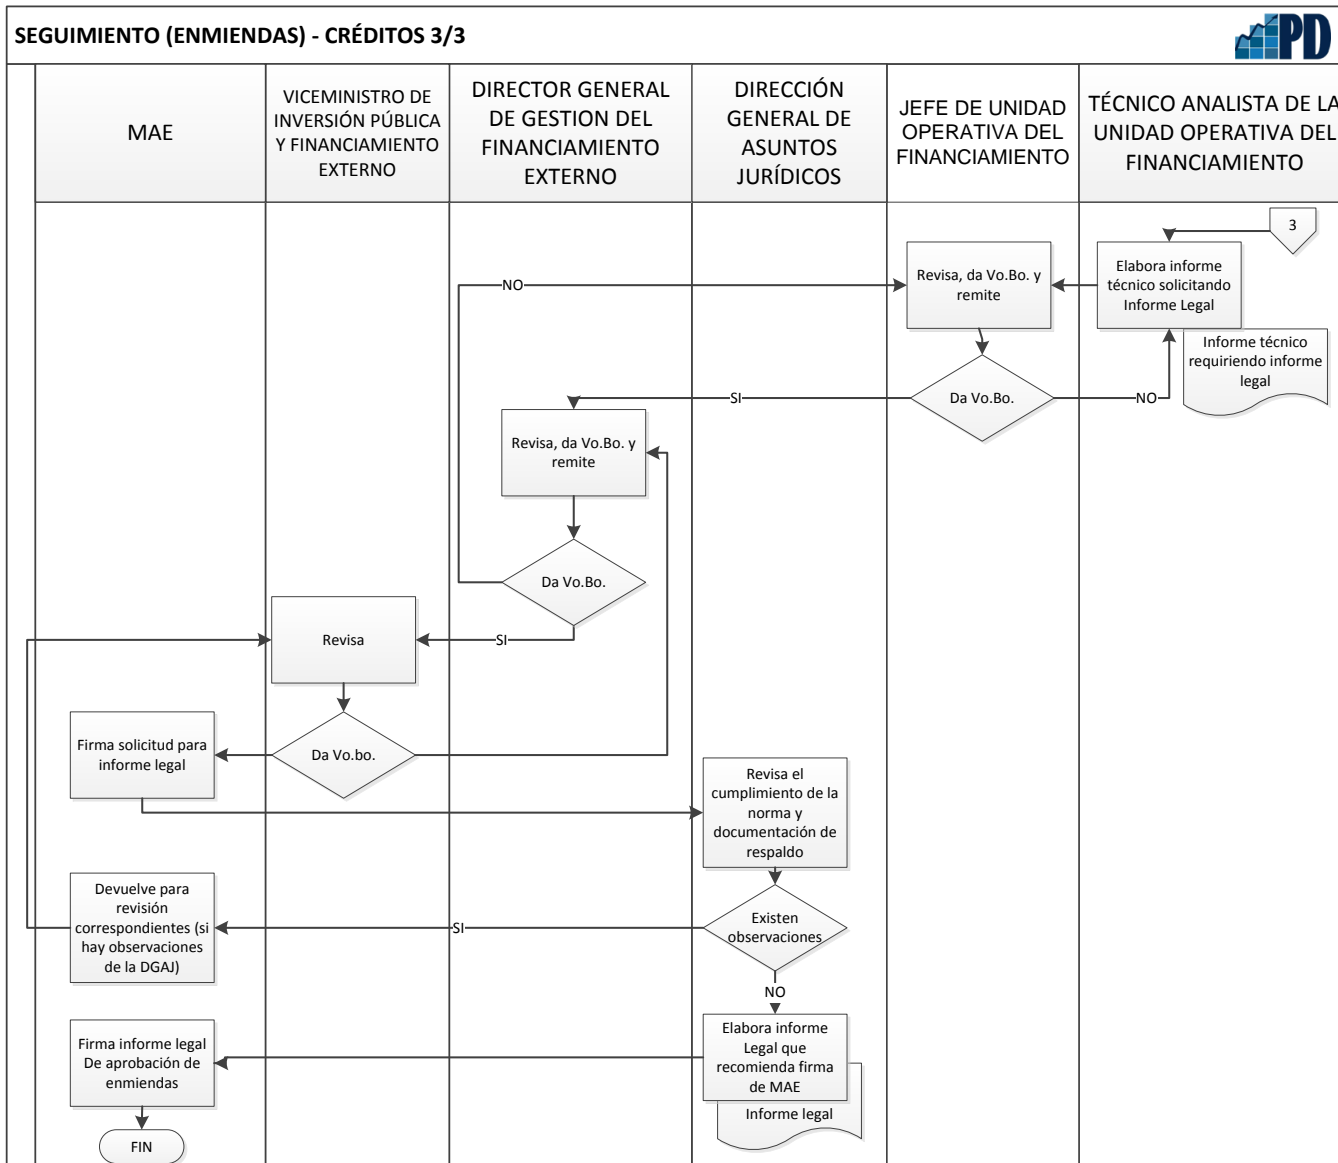 SEGUIMIENTO (ENMIENDAS) - CRÉDITOS 3/3
PD
MAE
VICEMINISTRO DE
INVERSIÓN PÚBLICA
Y FINANCIAMIENTO
EXTERNO
DIRECTOR GENERAL
DE GESTION DEL
FINANCIAMIENTO
EXTERNO
DIRECCIÓN
GENERAL DE
ASUNTOS
JURÍDICOS
JEFE DE UNIDAD
OPERATIVA DEL
FINANCIAMIENTO
TÉCNICO ANALISTA DE LA
UNIDAD OPERATIVA DEL
FINANCIAMIENTO
3
Elabora informe
técnico solicitando
Informe Legal
Informe técnico
requiriendo informe
legal
Revisa, da Vo.Bo. y
remite
NO
Da Vo.Bo.
NO
SI
Revisa, da Vo.Bo. y
remite
Da Vo.Bo.
SI
Revisa
Da Vo.bo.
Firma solicitud para
informe legal
Revisa el
cumplimiento de la
norma y
documentación de
respaldo
Existen
observaciones
SI
Devuelve para
revisión
correspondientes (si
hay observaciones
de la DGAJ)
NO
Elabora informe
Legal que
recomienda firma
de MAE
Informe legal
Firma informe legal
De aprobación de
enmiendas
FIN